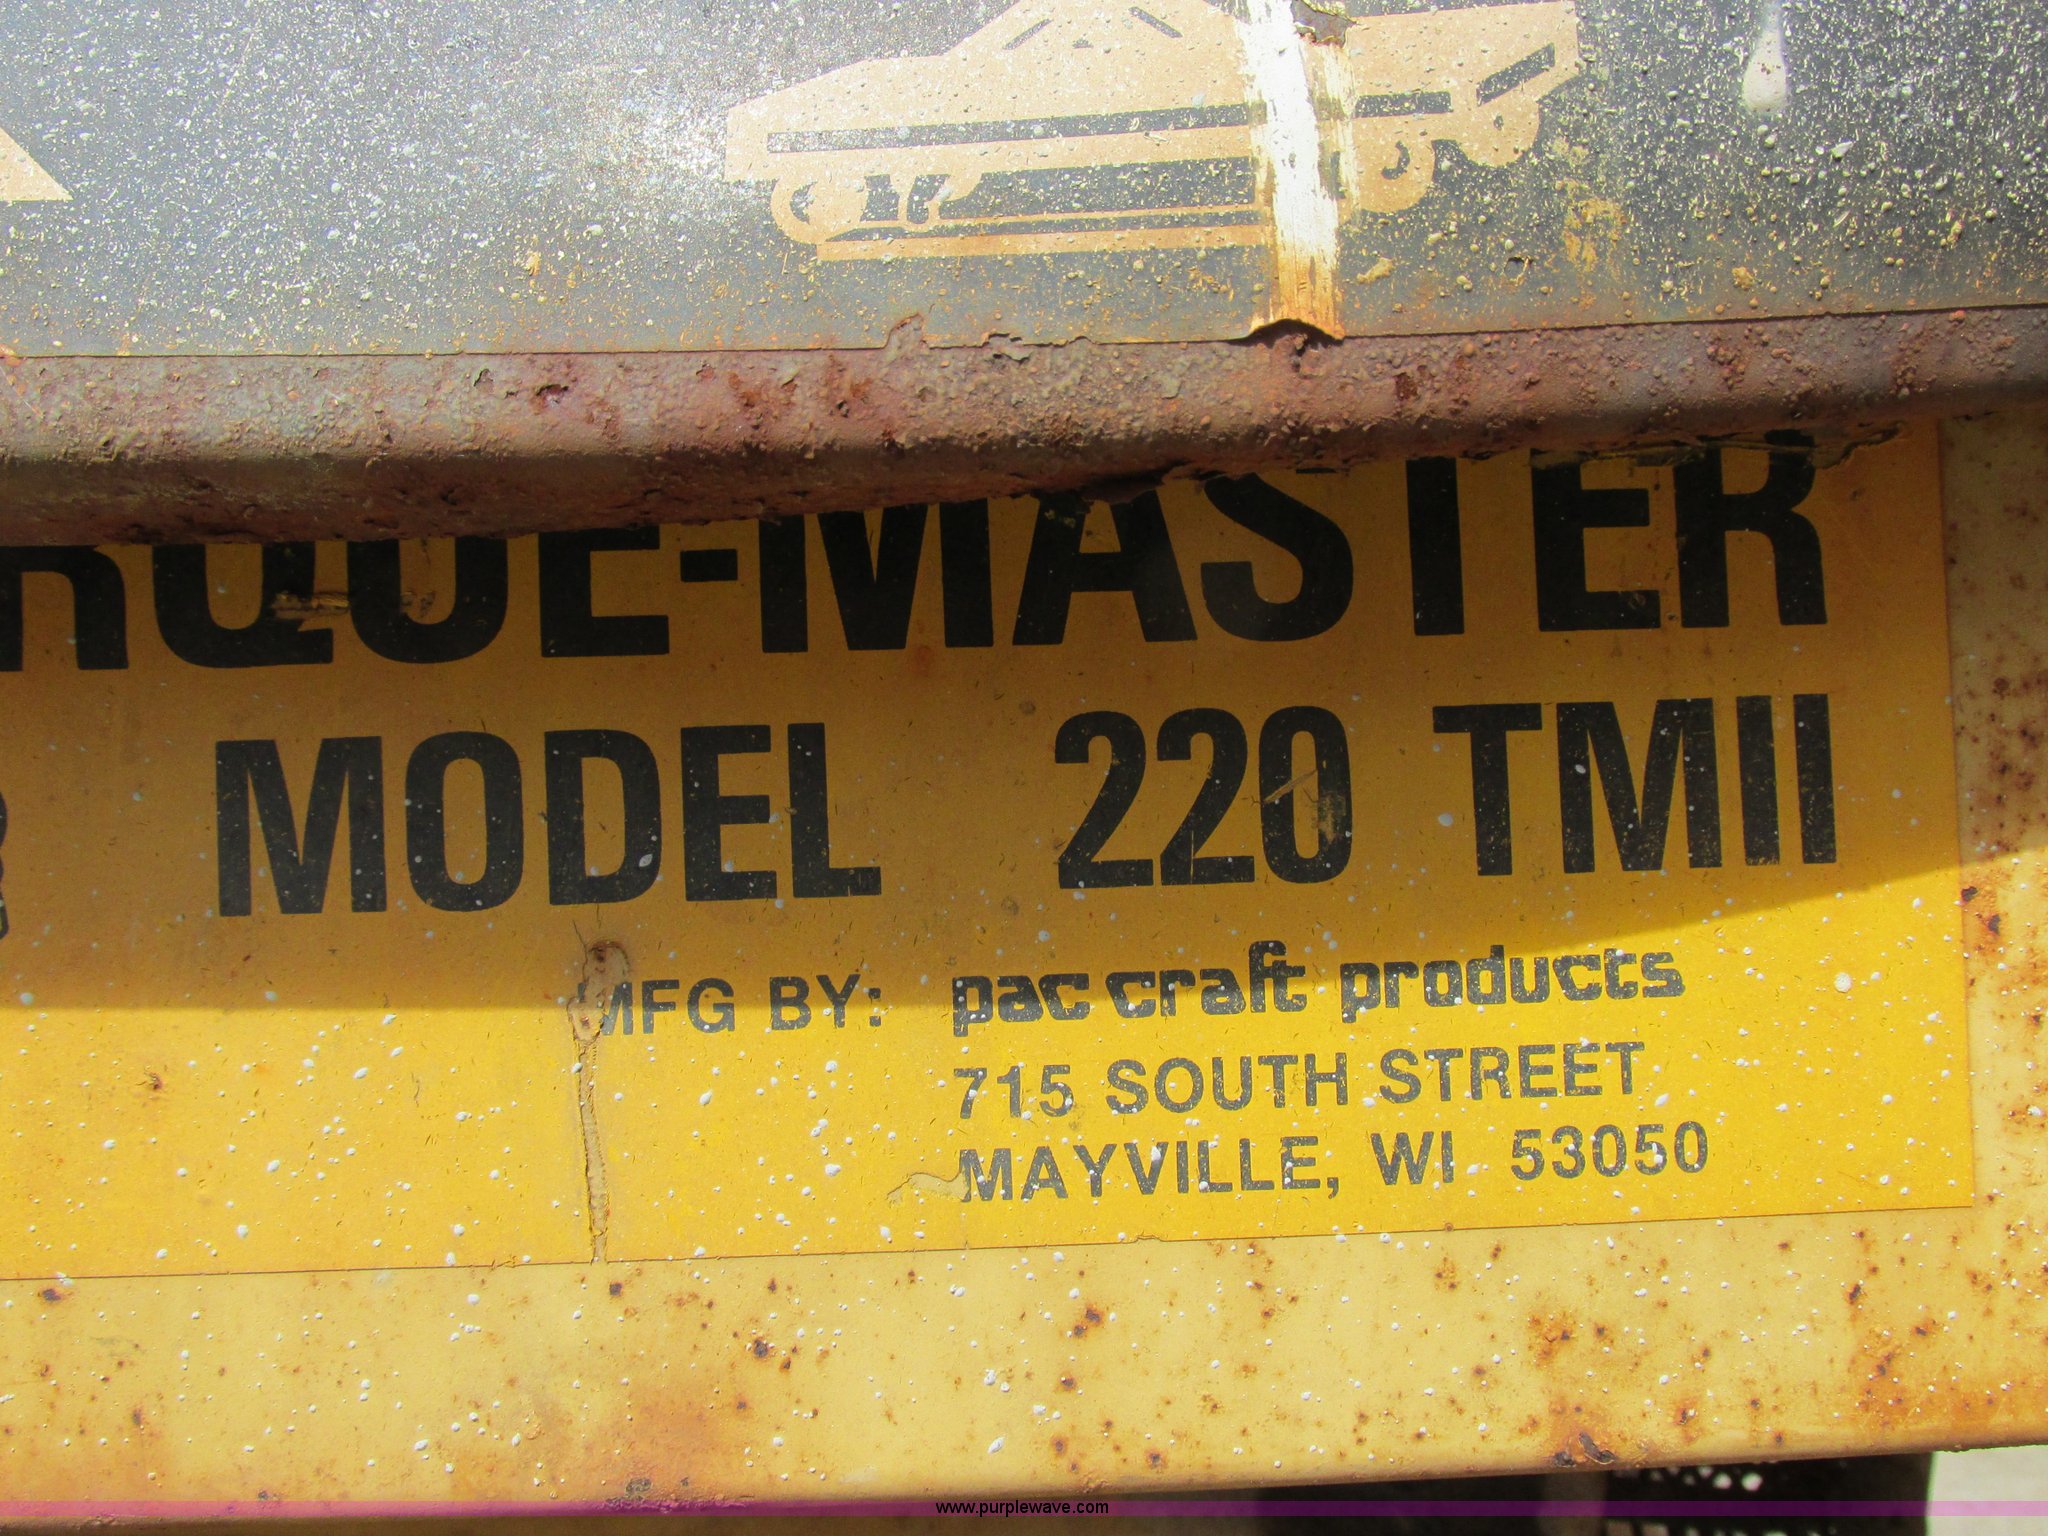 RQUE-MASTER
MODEL 220 TMII
MFG BY: pac craft products
715 SOUTH STREET
MAYVILLE, WI 53050
www.purplewave.com